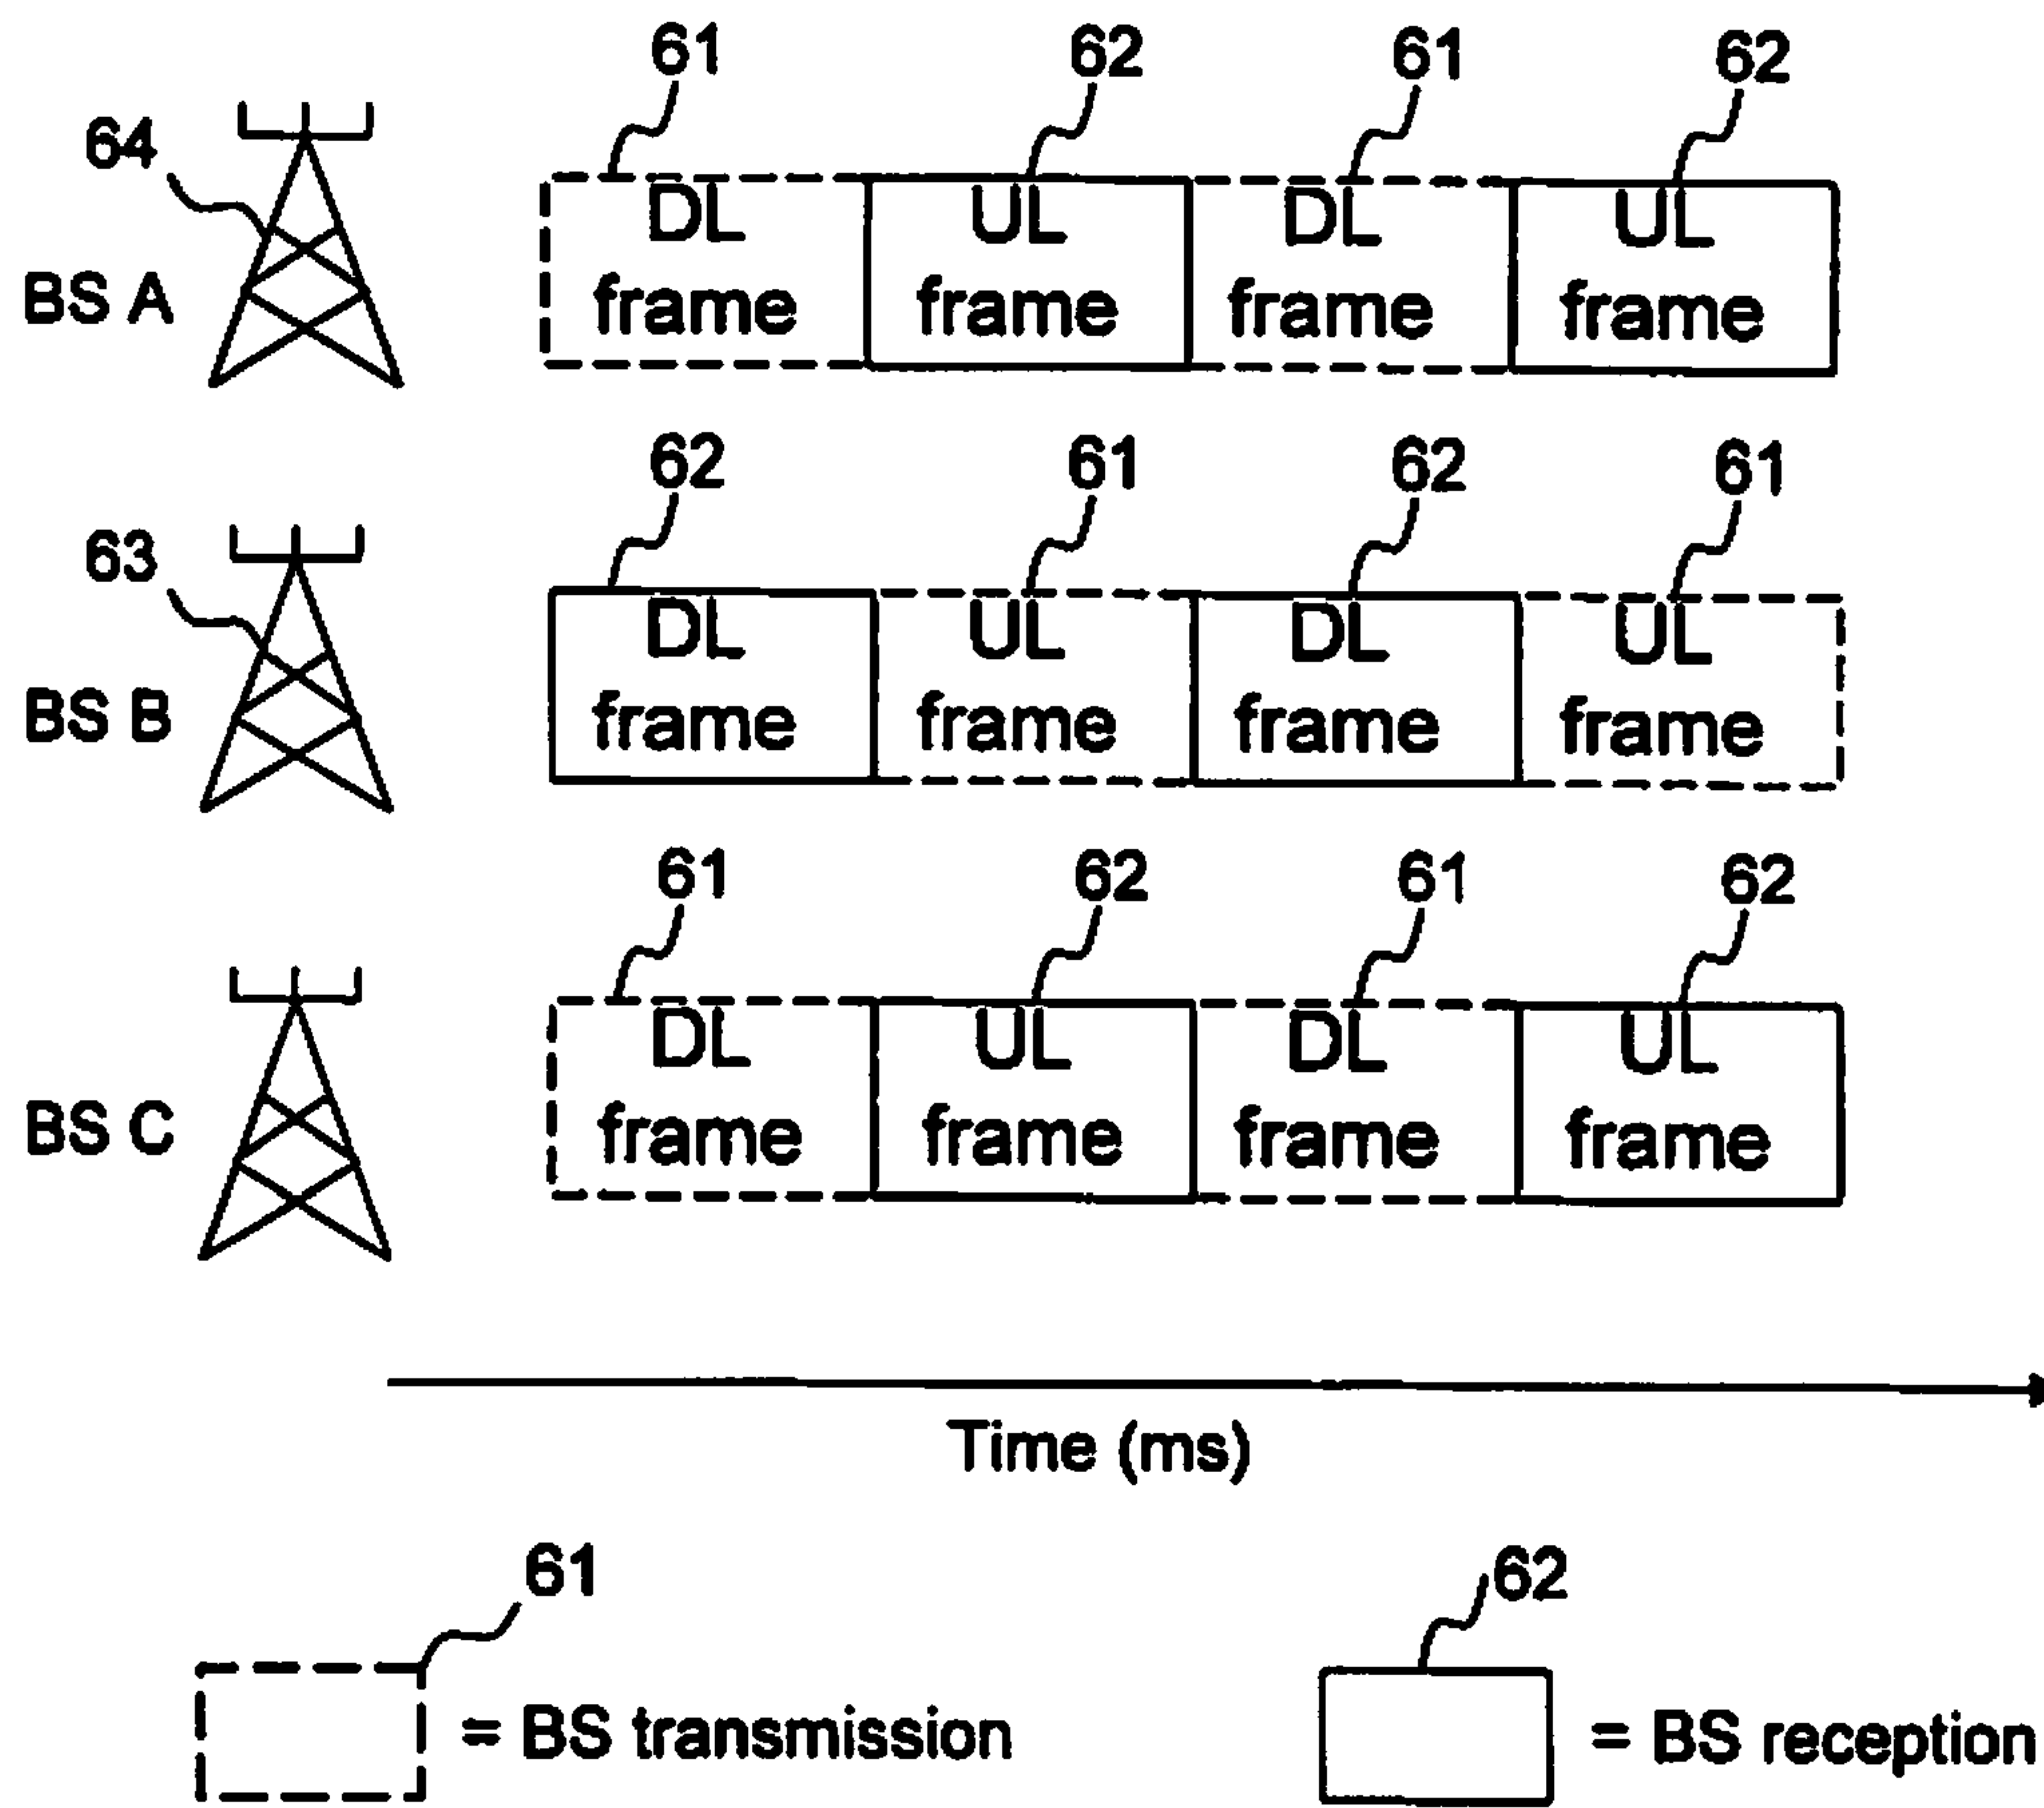 61 62 61 62
64
DL UL DL UL
BS A frame frame frame frame
62 61 62 61
63
DL UL DL UL
BS B frame frame frame frame
61 62 61 62
DL UL DL UL
BS C frame frame frame frame
Time (ms)
61 62
= BS transmission = BS reception